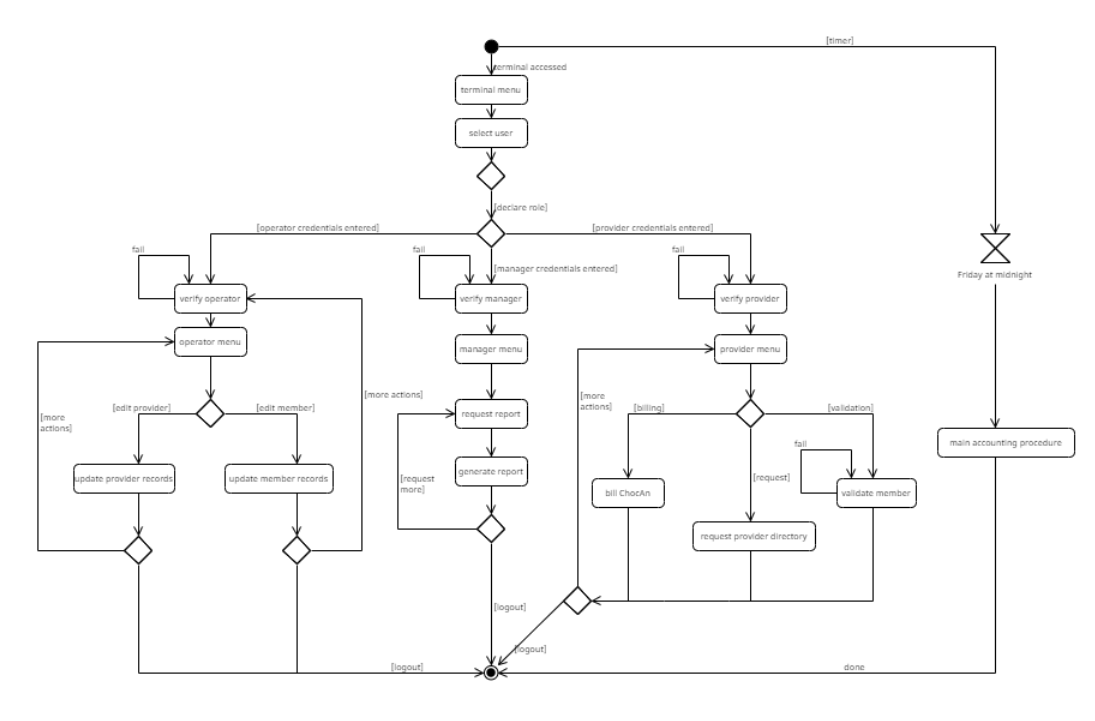 [timer]
terminal accessed
terminal menu
select user
[declare role]
[operator credentials entered]
[provider credentials entered]
fail
fail
fail
[manager credentials entered]
Friday at midnight
verify operator
verify manager
verify provider
operator menu
manager menu
provider menu
[more actions]
[more
actions]
[edit provider]
[edit member]
[billing]
[validation]
[more
actions]
request report
main accounting procedure
fail
generate report
[request
more]
[request]
update provider records
update member records
bill ChocAn
validate member
request provider directory
[logout]
[logout]
[logout]
done